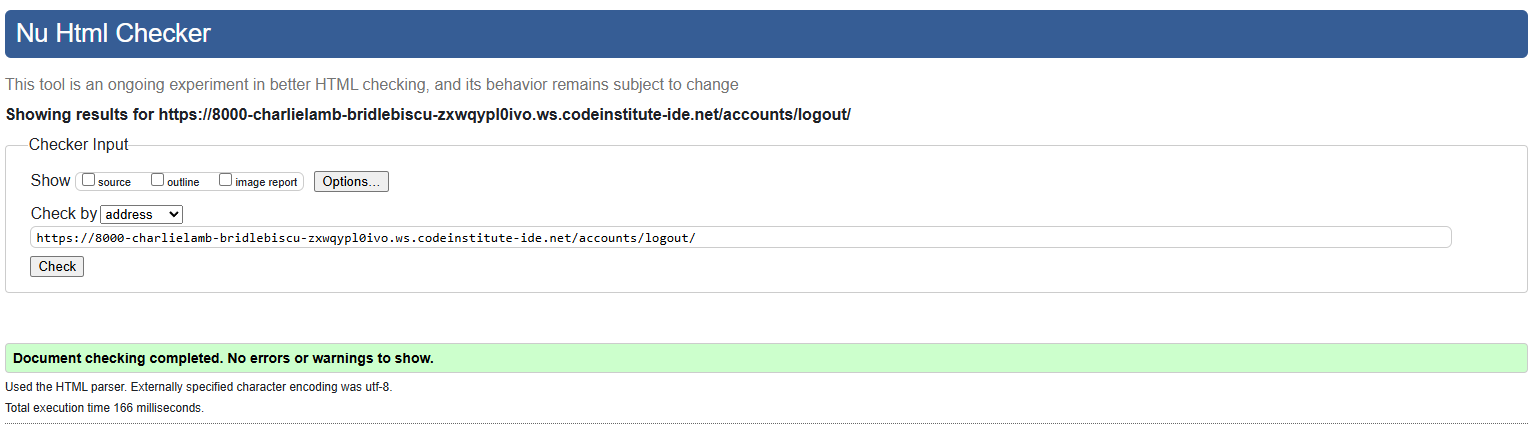 Nu Html Checker
This tool is an ongoing experiment in better HTML checking, and its behavior remains subject to change
Showing results for https://8000-charlielamb-bridlebiscu-zxwqypl0ivo.ws.codeinstitute-ide.net/accounts/logout/
Checker Input
Show source outline image report Options...
Check by address
https://8000-charlielamb-bridlebiscu-zxwqypl0ivo.ws.codeinstitute-ide.net/accounts/logout/
Check
Document checking completed. No errors or warnings to show.
Used the HTML parser. Externally specified character encoding was utf-8.
Total execution time 166 milliseconds.